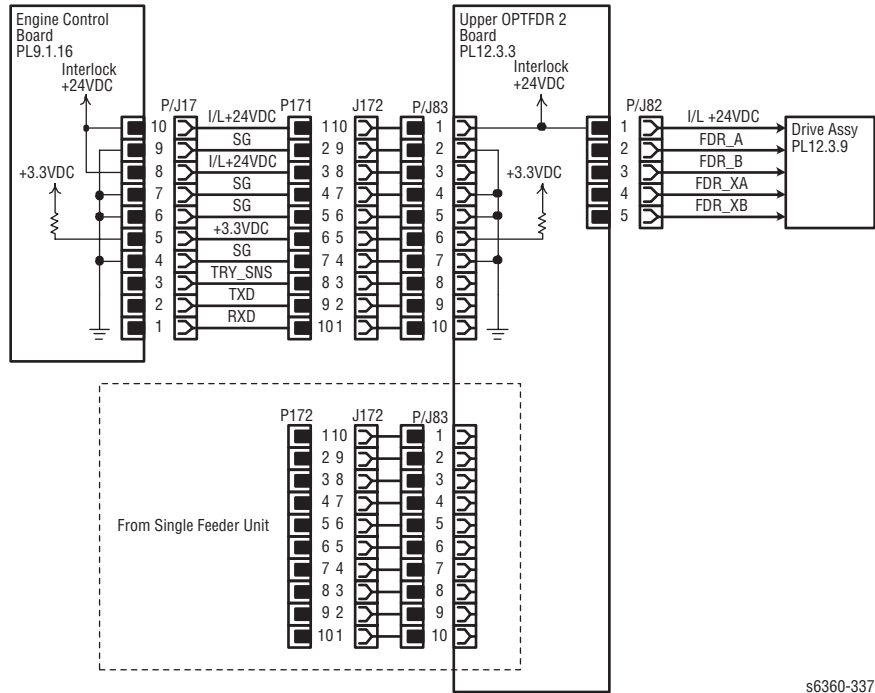 Engine Control
Board
PL9.1.16
Interlock
+24VDC
+3.3VDC
P/J17 P171 J172 P/J83
10 I/L+24VDC 1 10 1
9 SG 2 9 2
8 I/L+24VDC 3 8 3
7 SG 4 7 4
6 SG 5 6 5
5 +3.3VDC 6 5 6
4 SG 7 4 7
3 TRY_SNS 8 3 8
2 TXD 9 2 9
1 RXD 10 1 10
Upper OPTFDR 2
Board
PL12.3.3
Interlock
+24VDC
+3.3VDC
P/J82
1 I/L +24VDC
2 FDR_A
3 FDR_B
4 FDR_XA
5 FDR_XB
Drive Assy
PL12.3.9
P172 J172 P/J83
1 10 1
2 9 2
3 8 3
4 7 4
5 6 5
6 5 6
7 4 7
8 3 8
9 2 9
10 1 10
From Single Feeder Unit
s6360-337